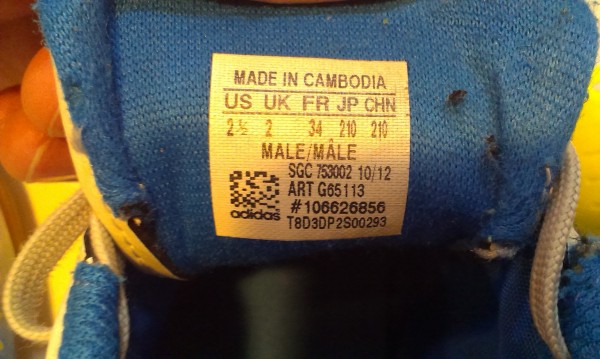 MADE IN CAMBODIA
US UK FR JP CHN
2½ 2 34 210 210
MALE/MÂLE
SGC 753002 10/12
ART G65113
#106626856
adidas T8D3DP2S00293